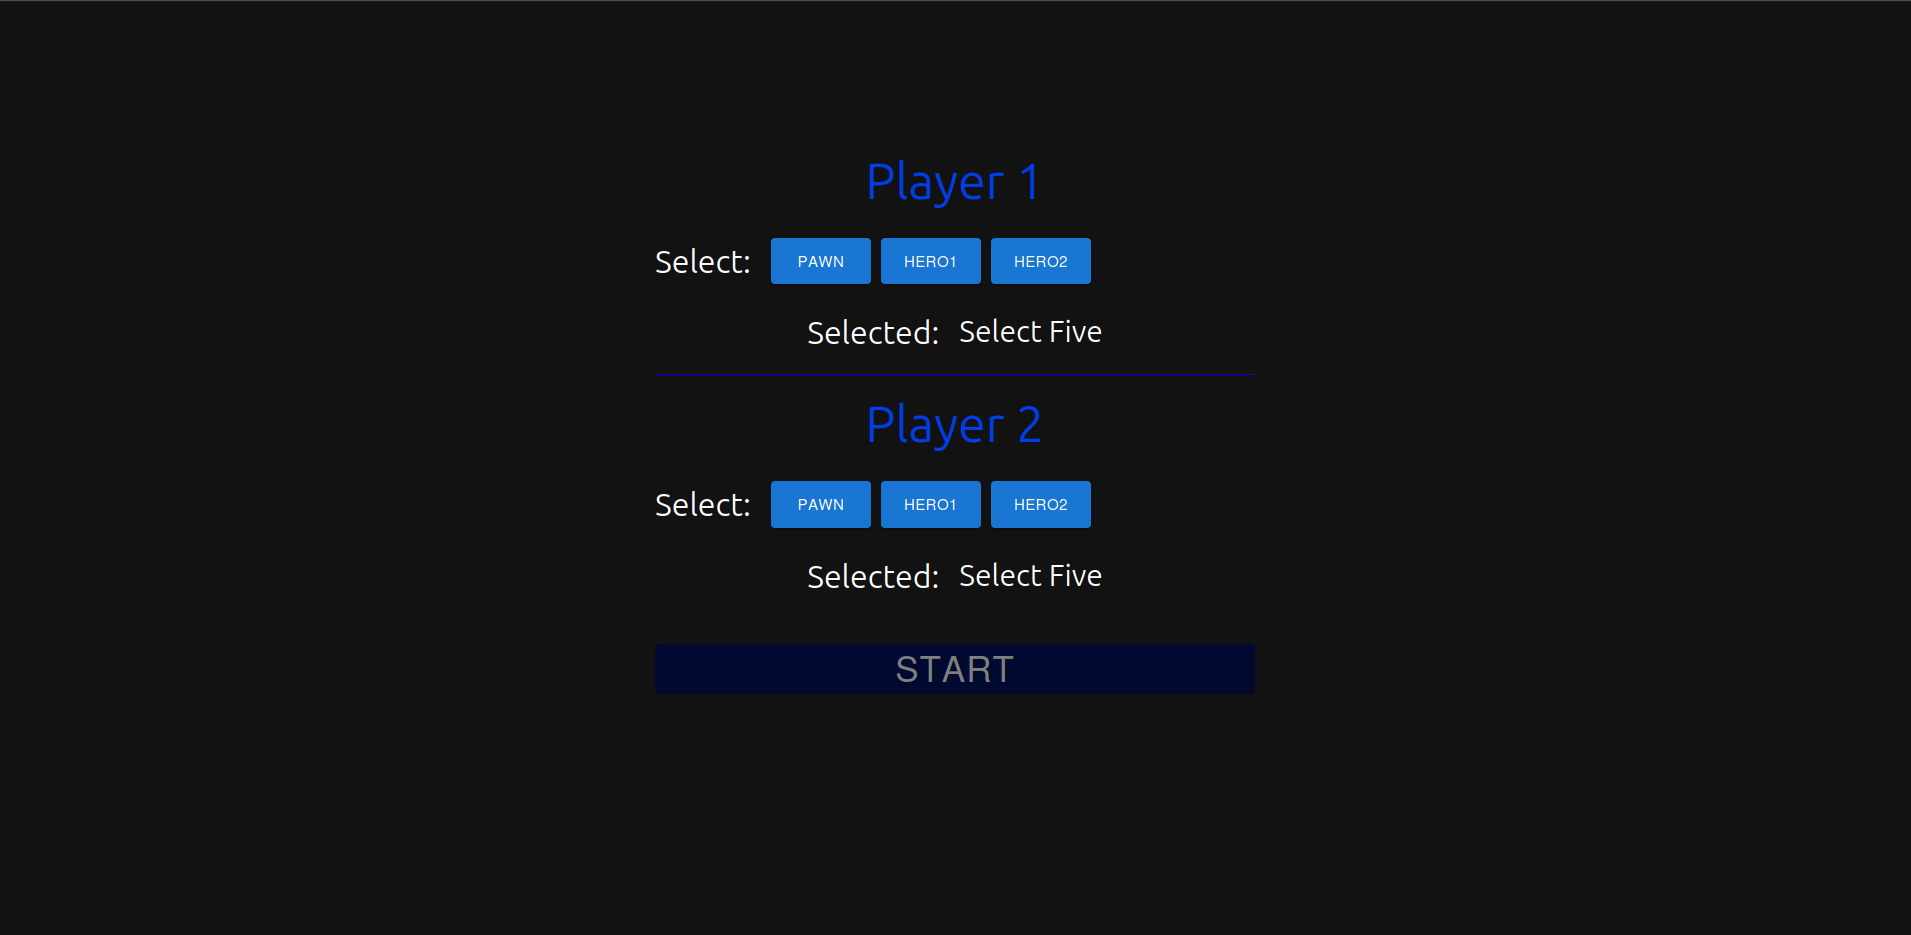 Player 1
Select: PAWN HERO1 HERO2
Selected: Select Five
Player 2
Select: PAWN HERO1 HERO2
Selected: Select Five
START